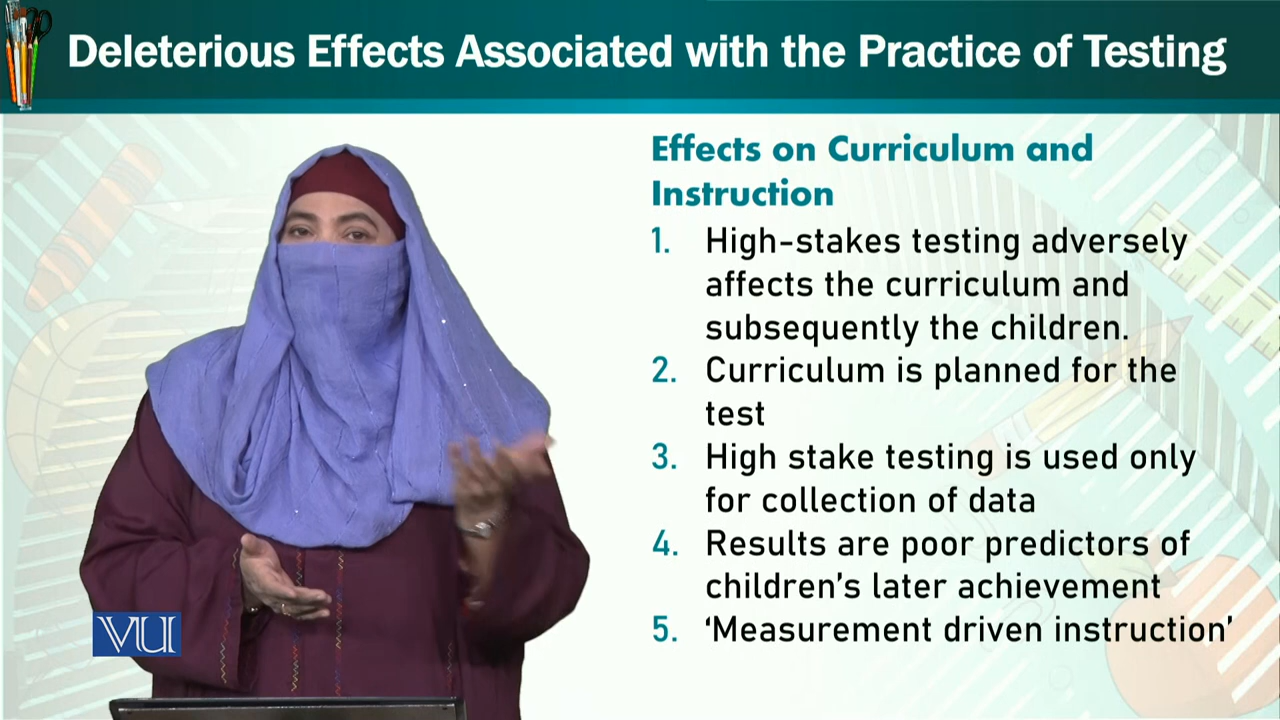 Deleterious Effects Associated with the Practice of Testing
Effects on Curriculum and
Instruction
1. High-stakes testing adversely
affects the curriculum and
subsequently the children.
2. Curriculum is planned for the
test
3. High stake testing is used only
for collection of data
4. Results are poor predictors of
children's later achievement
5. ‘Measurement driven instruction’
VU